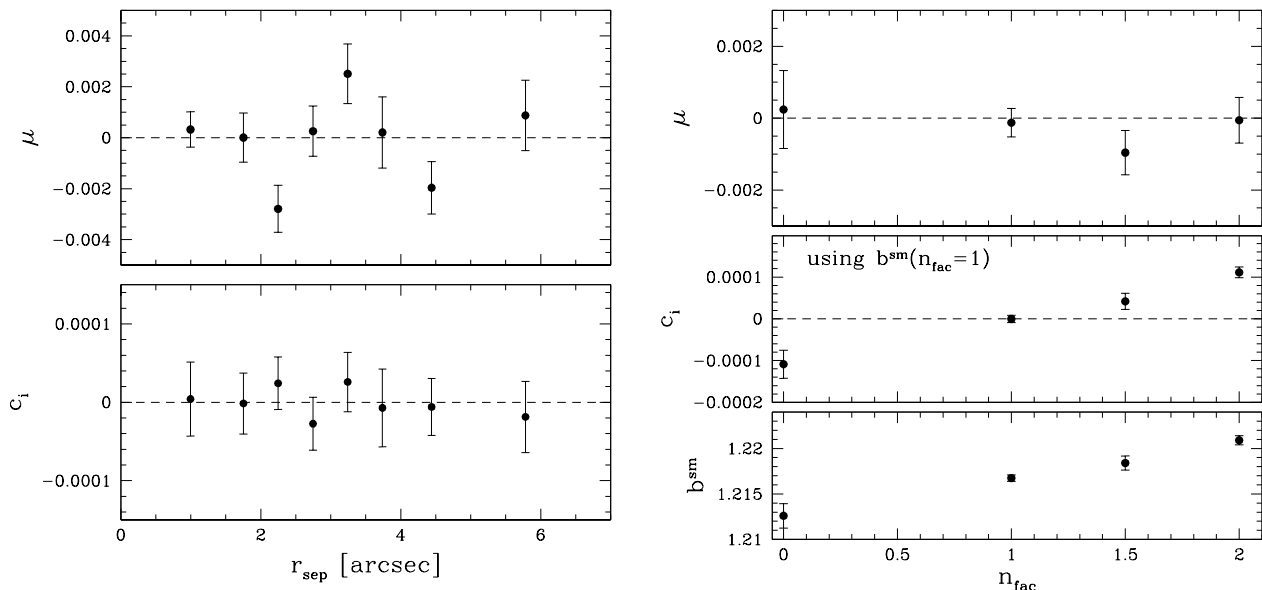 0.004
0.002
0
−0.002
−0.004
μ
0.0001
0
−0.0001
c_i
0 2 4 6
r_sep [arcsec]
0.002
0
−0.002
μ
using b^sm(n_fac=1)
0.0001
0
−0.0001
−0.0002
c_i
1.22
1.215
1.21
b^sm
0 0.5 1 1.5 2
n_fac